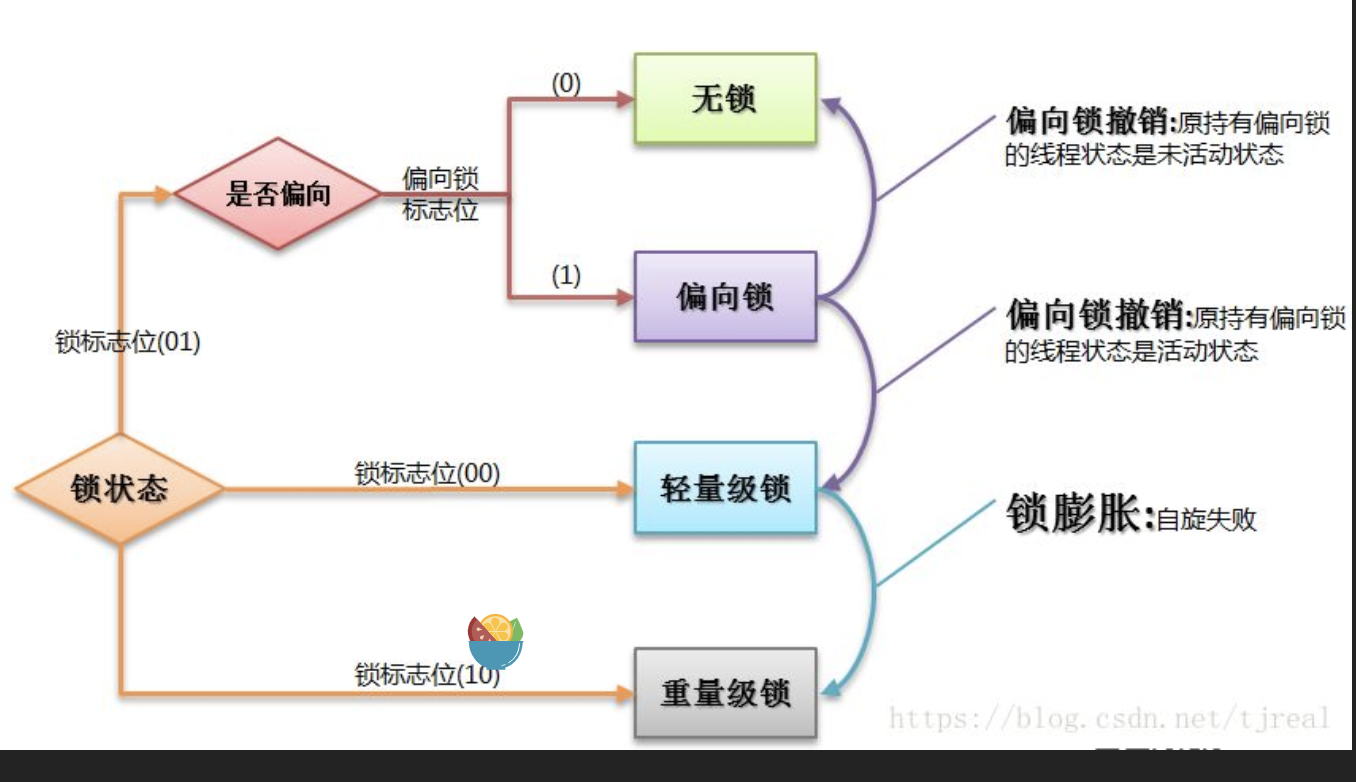 (0)
无锁
偏向锁撤销:原持有偏向锁
的线程状态是未活动状态
是否偏向
偏向锁
标志位
(1)
偏向锁
偏向锁撤销:原持有偏向锁
的线程状态是活动状态
锁标志位(01)
锁状态
锁标志位(00)
轻量级锁
锁膨胀:自旋失败
锁标志位(10)
重量级锁
https://blog.csdn.net/tjreal